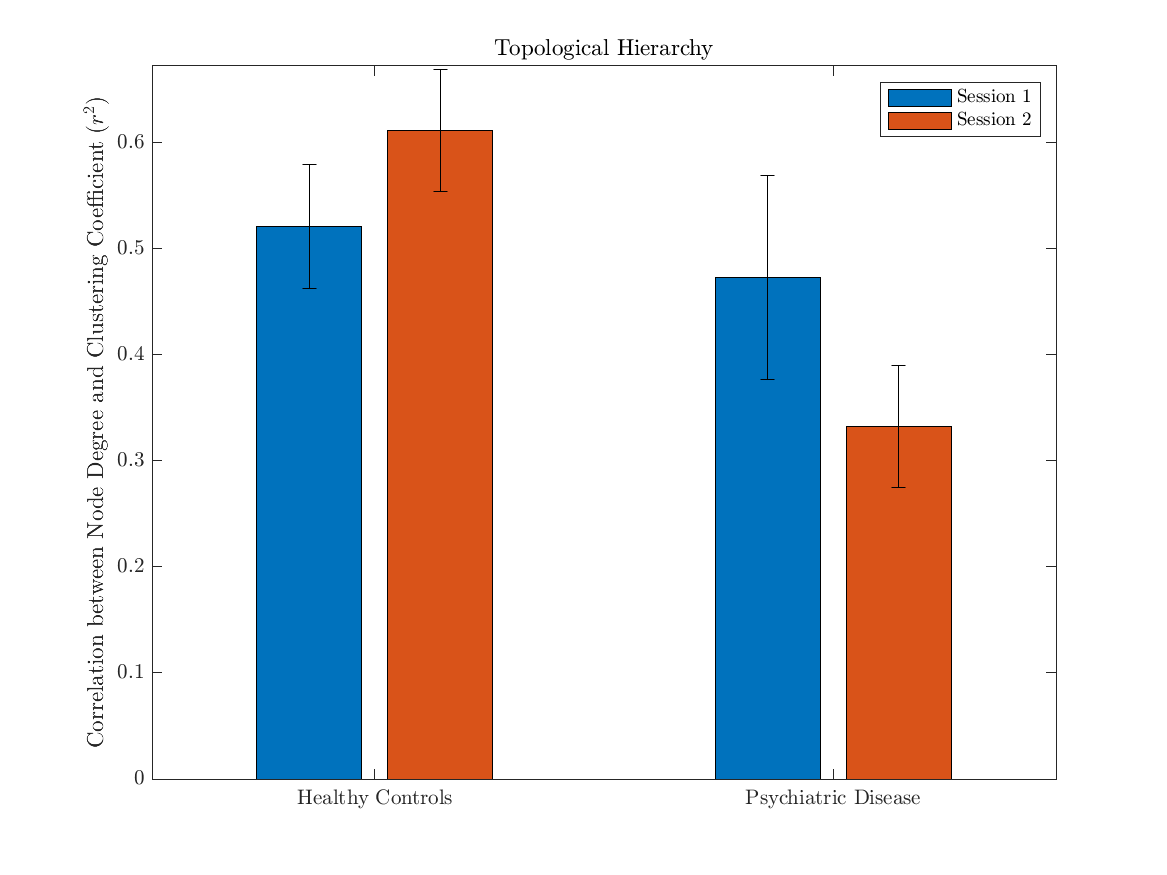 Topological Hierarchy
Session 1
Session 2
Correlation between Node Degree and Clustering Coefficient (r²)
0.6
0.5
0.4
0.3
0.2
0.1
0
Healthy Controls
Psychiatric Disease